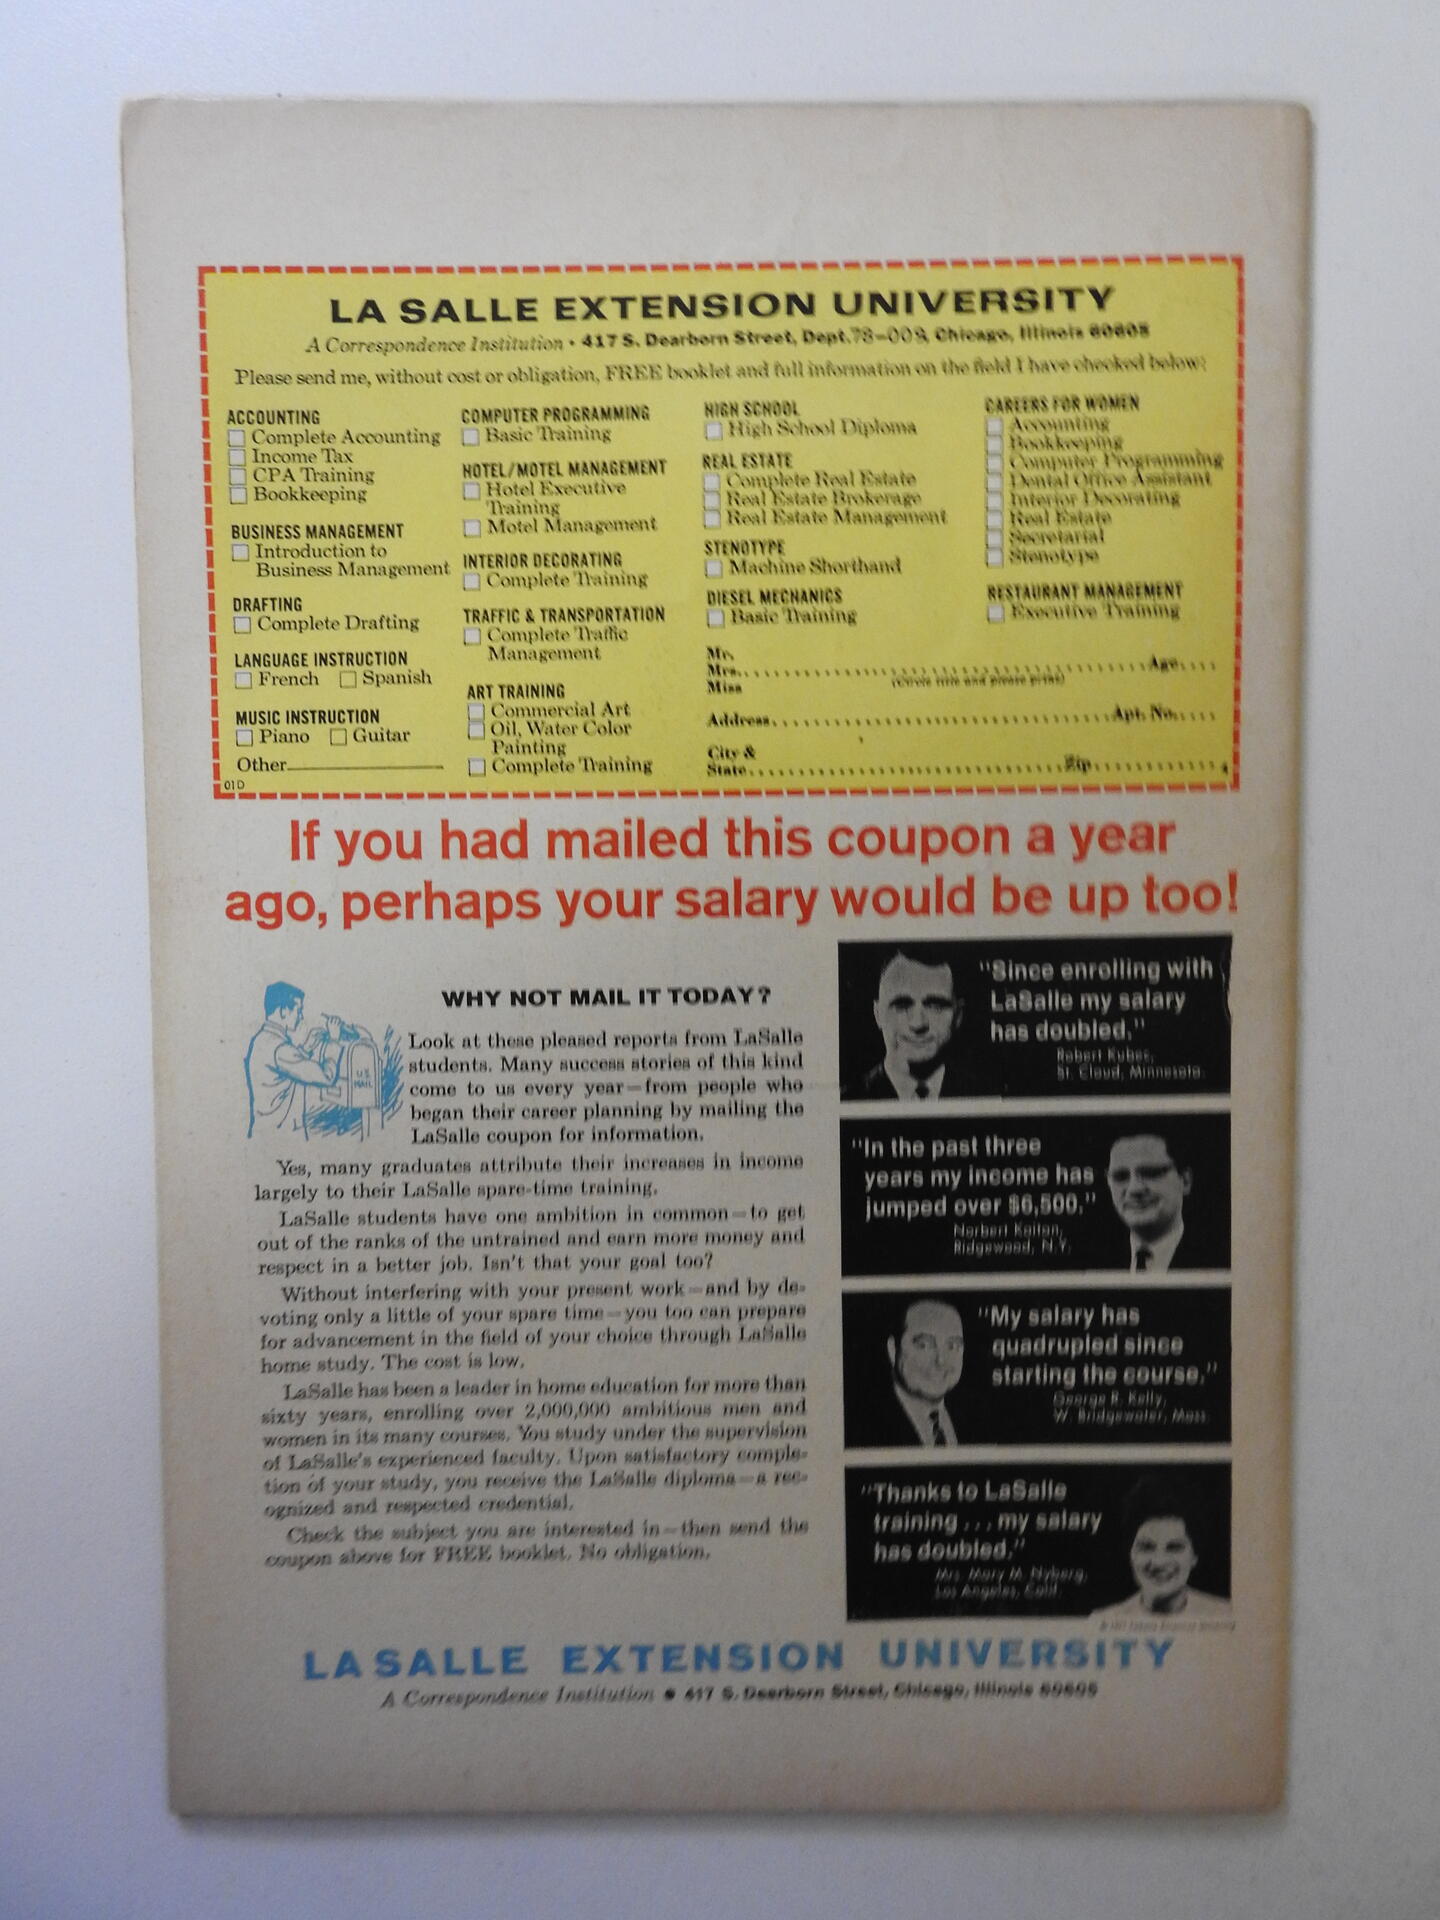 LA SALLE EXTENSION UNIVERSITY
A Correspondence Institution • 417 S. Dearborn Street, Dept. 78-009, Chicago, Illinois 60605
Please send me, without cost or obligation, FREE booklet and full information on the field I have checked below:
ACCOUNTING
Complete Accounting
Income Tax
CPA Training
Bookkeeping
BUSINESS MANAGEMENT
Introduction to
Business Management
DRAFTING
Complete Drafting
LANGUAGE INSTRUCTION
French Spanish
MUSIC INSTRUCTION
Piano Guitar
Other
01D
COMPUTER PROGRAMMING
Basic Training
HOTEL/MOTEL MANAGEMENT
Hotel Executive
Training
Motel Management
INTERIOR DECORATING
Complete Training
TRAFFIC & TRANSPORTATION
Complete Traffic
Management
ART TRAINING
Commercial Art
Oil, Water Color
Painting
Complete Training
HIGH SCHOOL
High School Diploma
REAL ESTATE
Complete Real Estate
Real Estate Brokerage
Real Estate Management
STENOTYPE
Machine Shorthand
DIESEL MECHANICS
Basic Training
CAREERS FOR WOMEN
Accounting
Bookkeeping
Computer Programming
Dental Office Assistant
Interior Decorating
Real Estate
Secretarial
Stenotype
RESTAURANT MANAGEMENT
Executive Training
Mr.
Mrs. Age
Miss (Circle title and please print)
Address Apt. No.
City &
State Zip
If you had mailed this coupon a year
ago, perhaps your salary would be up too!
U.S.
MAIL
WHY NOT MAIL IT TODAY?
Look at these pleased reports from LaSalle
students. Many success stories of this kind
come to us every year—from people who
began their career planning by mailing the
LaSalle coupon for information.
Yes, many graduates attribute their increases in income
largely to their LaSalle spare-time training.
LaSalle students have one ambition in common—to get
out of the ranks of the untrained and earn more money and
respect in a better job. Isn't that your goal too?
Without interfering with your present work—and by de-
voting only a little of your spare time—you too can prepare
for advancement in the field of your choice through LaSalle
home study. The cost is low.
LaSalle has been a leader in home education for more than
sixty years, enrolling over 2,000,000 ambitious men and
women in its many courses. You study under the supervision
of LaSalle's experienced faculty. Upon satisfactory comple-
tion of your study, you receive the LaSalle diploma—a rec-
ognized and respected credential.
Check the subject you are interested in—then send the
coupon above for FREE booklet. No obligation.
"Since enrolling with
LaSalle my salary
has doubled."
Robert Kubes,
St. Cloud, Minnesota.
"In the past three
years my income has
jumped over $6,500."
Norbert
Ridgewood, N.Y.
"My salary has
quadrupled since
starting the course."
George R. Kelly,
W. Bridgewater, Mass.
"Thanks to LaSalle
training...my salary
has doubled."
Mrs. Mary M. Nyberg,
Los Angeles, Calif.
LASALLE EXTENSION UNIVERSITY
A Correspondence Institution • 417 S. Dearborn Street, Chicago, Illinois 60605